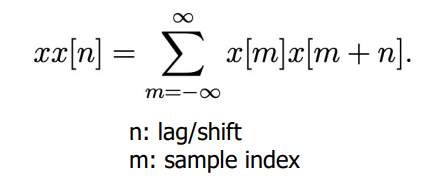 xx[n] = ∑_{m=-∞}^{∞} x[m]x[m + n].
n: lag/shift
m: sample index